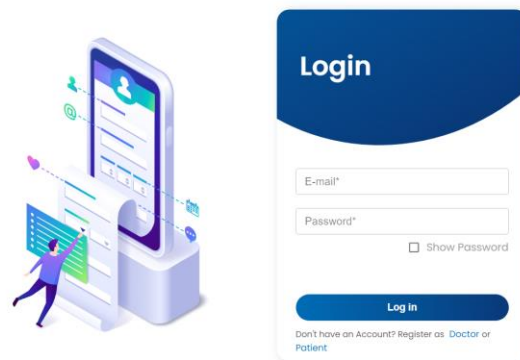 Login
E-mail*
Password*
Show Password
Log in
Don't have an Account? Register as Doctor or
Patient